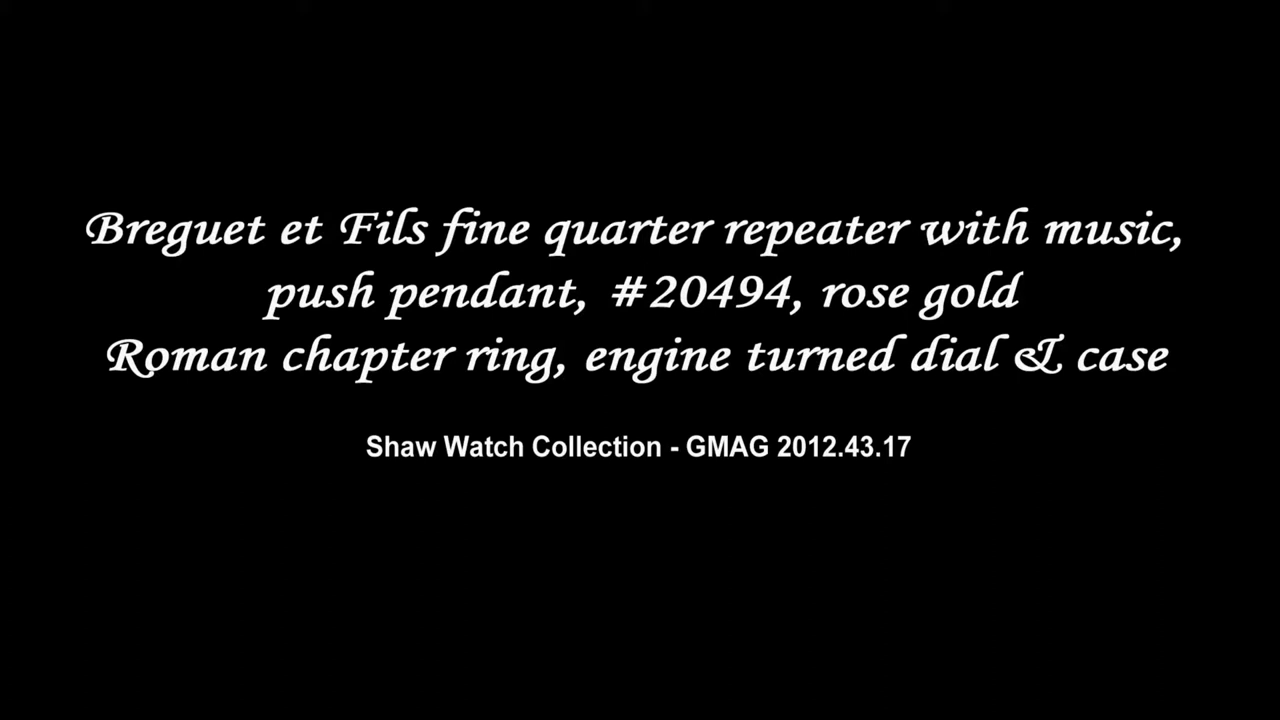 Breguet et Fils fine quarter repeater with music,
push pendant, #20494, rose gold
Roman chapter ring, engine turned dial & case
Shaw Watch Collection - GMAG 2012.43.17